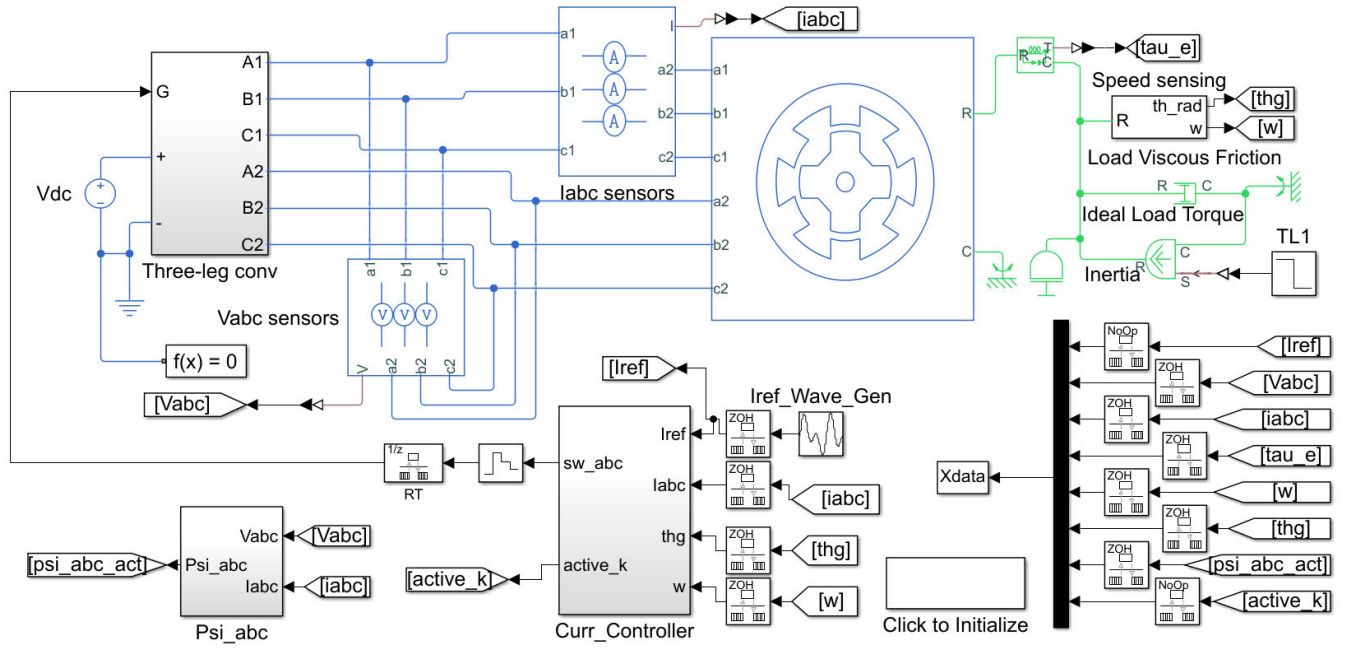 I
[iabc]
a1
A
A
A
b1
c1
a2
b2
c2
Iabc sensors
G
+
-
A1
B1
C1
A2
B2
C2
Three-leg conv
Vdc
f(x) = 0
a1
b1
c1
V
V
V
V
a2
b2
c2
Vabc sensors
[Vabc]
a1
b1
c1
a2
b2
c2
R
C
R
T
C
[tau_e]
Speed sensing
R
th_rad
w
[thg]
[w]
Load Viscous Friction
R
C
Ideal Load Torque
R
C
S
Inertia
TL1
[Iref]
Iref_Wave_Gen
ZOH
Iref
sw_abc
1/z
RT
Iabc
ZOH
[iabc]
thg
ZOH
[thg]
active_k
[active_k]
w
ZOH
[w]
Curr_Controller
Vabc
[Vabc]
[psi_abc_act]
Psi_abc
Iabc
[iabc]
Psi_abc
Click to Initialize
Xdata
NoOp
[Iref]
ZOH
[Vabc]
ZOH
[iabc]
ZOH
[tau_e]
ZOH
[w]
ZOH
[thg]
ZOH
[psi_abc_act]
NoOp
[active_k]